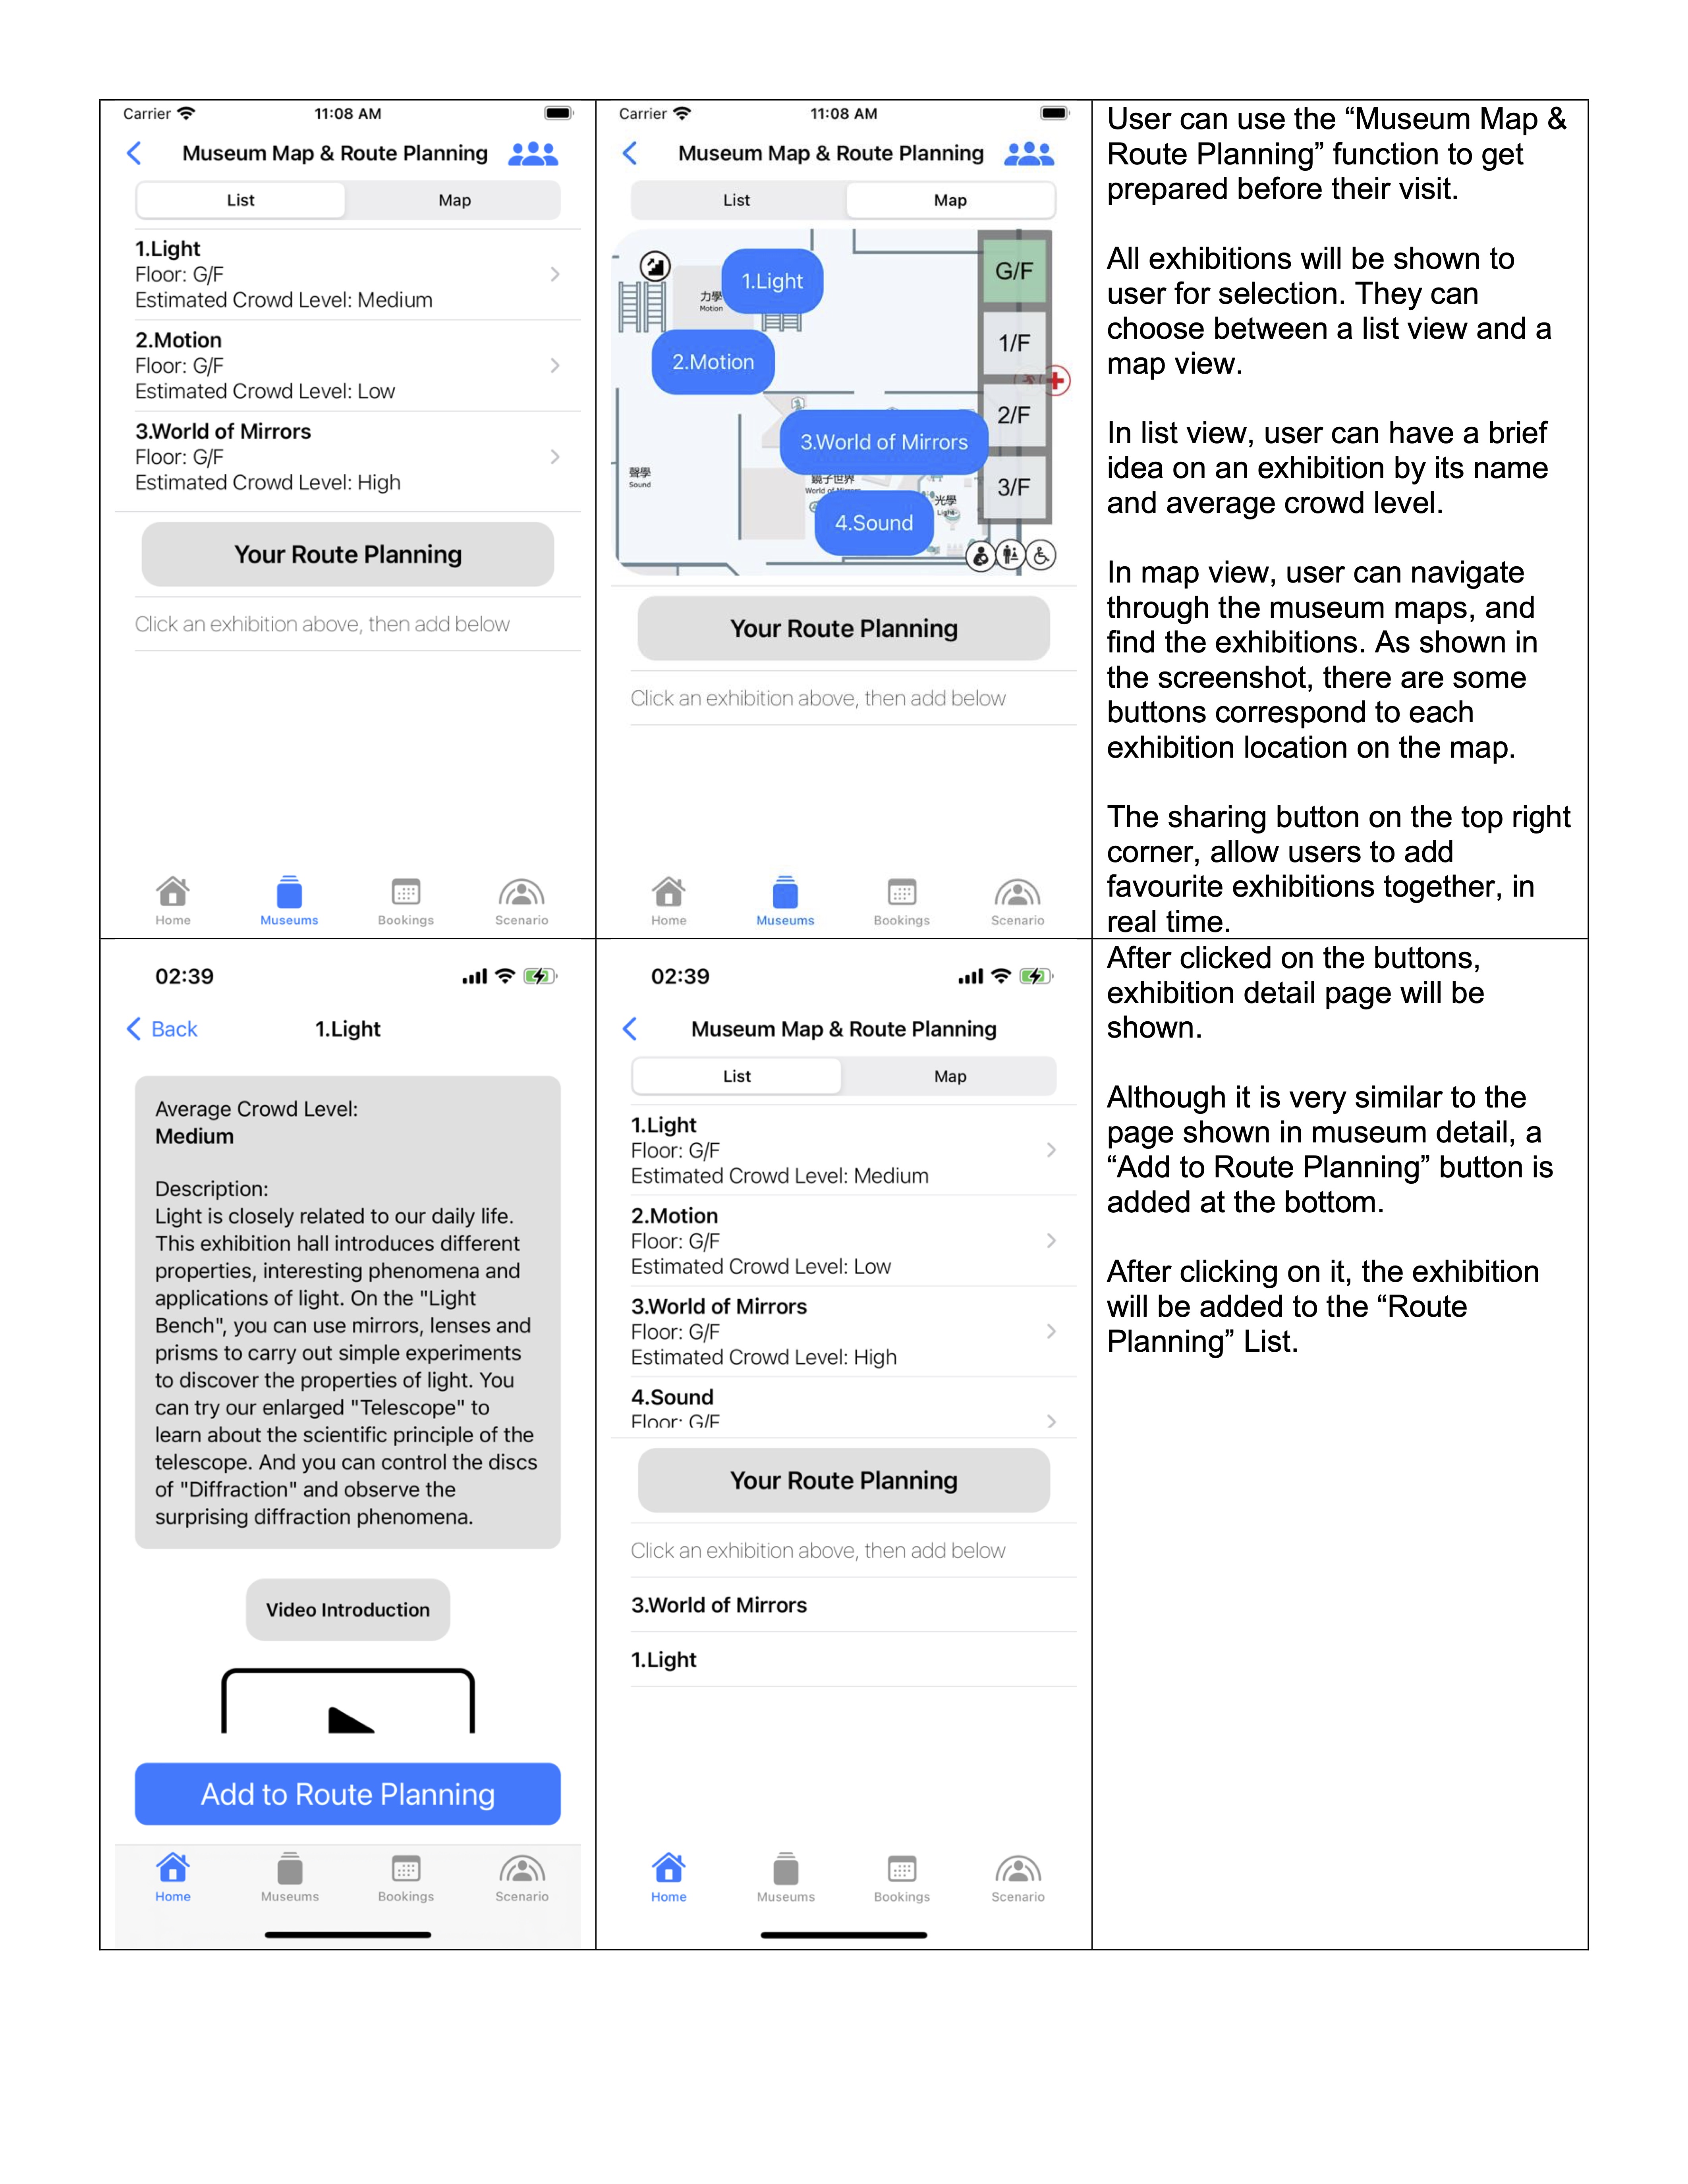 Carrier 11:08 AM
Museum Map & Route Planning
List Map
1.Light
Floor: G/F
Estimated Crowd Level: Medium
2.Motion
Floor: G/F
Estimated Crowd Level: Low
3.World of Mirrors
Floor: G/F
Estimated Crowd Level: High
Your Route Planning
Click an exhibition above, then add below
Home Museums Bookings Scenario
Carrier 11:08 AM
Museum Map & Route Planning
List Map
1.Light
力學
Motion
2.Motion
3.World of Mirrors
聲學
Sound
鏡子世界
World of
光學
Light
4.Sound
G/F
1/F
2/F
3/F
Your Route Planning
Click an exhibition above, then add below
Home Museums Bookings Scenario
User can use the “Museum Map &
Route Planning” function to get
prepared before their visit.
All exhibitions will be shown to
user for selection. They can
choose between a list view and a
map view.
In list view, user can have a brief
idea on an exhibition by its name
and average crowd level.
In map view, user can navigate
through the museum maps, and
find the exhibitions. As shown in
the screenshot, there are some
buttons correspond to each
exhibition location on the map.
The sharing button on the top right
corner, allow users to add
favourite exhibitions together, in
real time.
02:39
Back 1.Light
Average Crowd Level:
Medium
Description:
Light is closely related to our daily life.
This exhibition hall introduces different
properties, interesting phenomena and
applications of light. On the "Light
Bench", you can use mirrors, lenses and
prisms to carry out simple experiments
to discover the properties of light. You
can try our enlarged "Telescope" to
learn about the scientific principle of the
telescope. And you can control the discs
of "Diffraction" and observe the
surprising diffraction phenomena.
Video Introduction
Add to Route Planning
Home Museums Bookings Scenario
02:39
Museum Map & Route Planning
List Map
1.Light
Floor: G/F
Estimated Crowd Level: Medium
2.Motion
Floor: G/F
Estimated Crowd Level: Low
3.World of Mirrors
Floor: G/F
Estimated Crowd Level: High
4.Sound
Floor: G/F
Your Route Planning
Click an exhibition above, then add below
3.World of Mirrors
1.Light
Home Museums Bookings Scenario
After clicked on the buttons,
exhibition detail page will be
shown.
Although it is very similar to the
page shown in museum detail, a
“Add to Route Planning” button is
added at the bottom.
After clicking on it, the exhibition
will be added to the “Route
Planning” List.